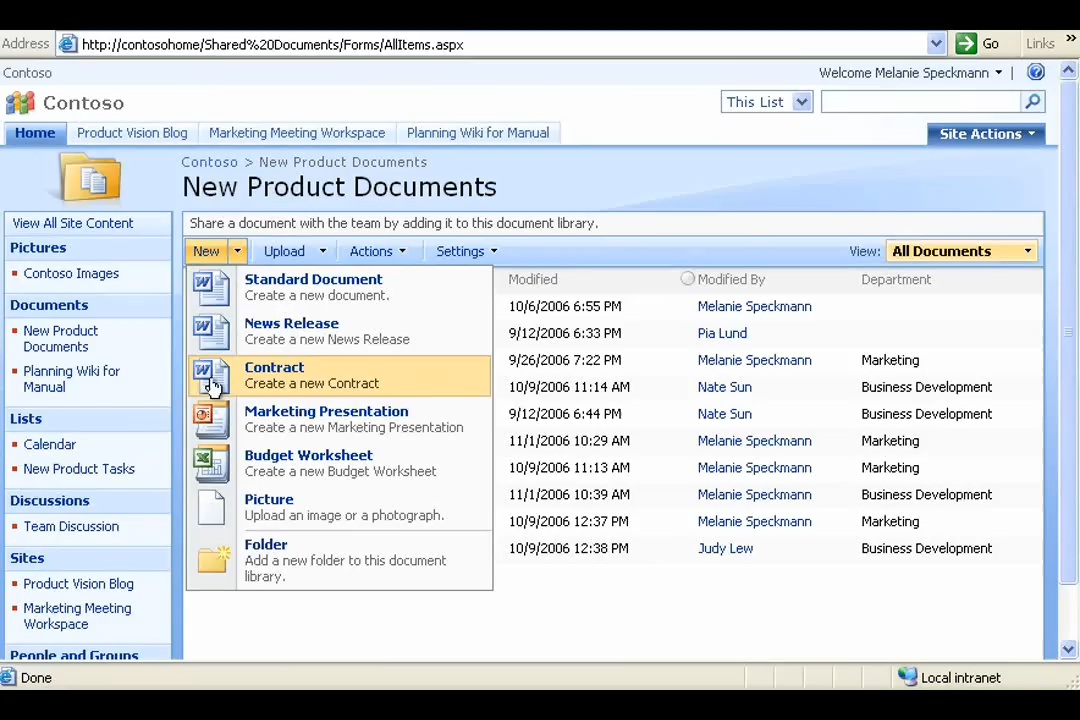 Address http://contosohome/Shared%20Documents/Forms/AllItems.aspx Go Links »
Contoso Welcome Melanie Speckmann
Contoso This List
Home Product Vision Blog Marketing Meeting Workspace Planning Wiki for Manual Site Actions
Contoso > New Product Documents
New Product Documents
View All Site Content
Pictures
Contoso Images
Documents
New Product
Documents
Planning Wiki for
Manual
Lists
Calendar
New Product Tasks
Discussions
Team Discussion
Sites
Product Vision Blog
Marketing Meeting
Workspace
People and Groups
Share a document with the team by adding it to this document library.
New Upload Actions Settings View: All Documents
Standard Document
Create a new document.
News Release
Create a new News Release
Contract
Create a new Contract
Marketing Presentation
Create a new Marketing Presentation
Budget Worksheet
Create a new Budget Worksheet
Picture
Upload an image or a photograph.
Folder
Add a new folder to this document
library.
Modified Modified By Department
10/6/2006 6:55 PM Melanie Speckmann
9/12/2006 6:33 PM Pia Lund
9/26/2006 7:22 PM Melanie Speckmann Marketing
10/9/2006 11:14 AM Nate Sun Business Development
9/12/2006 6:44 PM Nate Sun Business Development
11/1/2006 10:29 AM Melanie Speckmann Marketing
10/9/2006 11:13 AM Melanie Speckmann Marketing
11/1/2006 10:39 AM Melanie Speckmann Business Development
10/9/2006 12:37 PM Melanie Speckmann Marketing
10/9/2006 12:38 PM Judy Lew Business Development
Done Local intranet